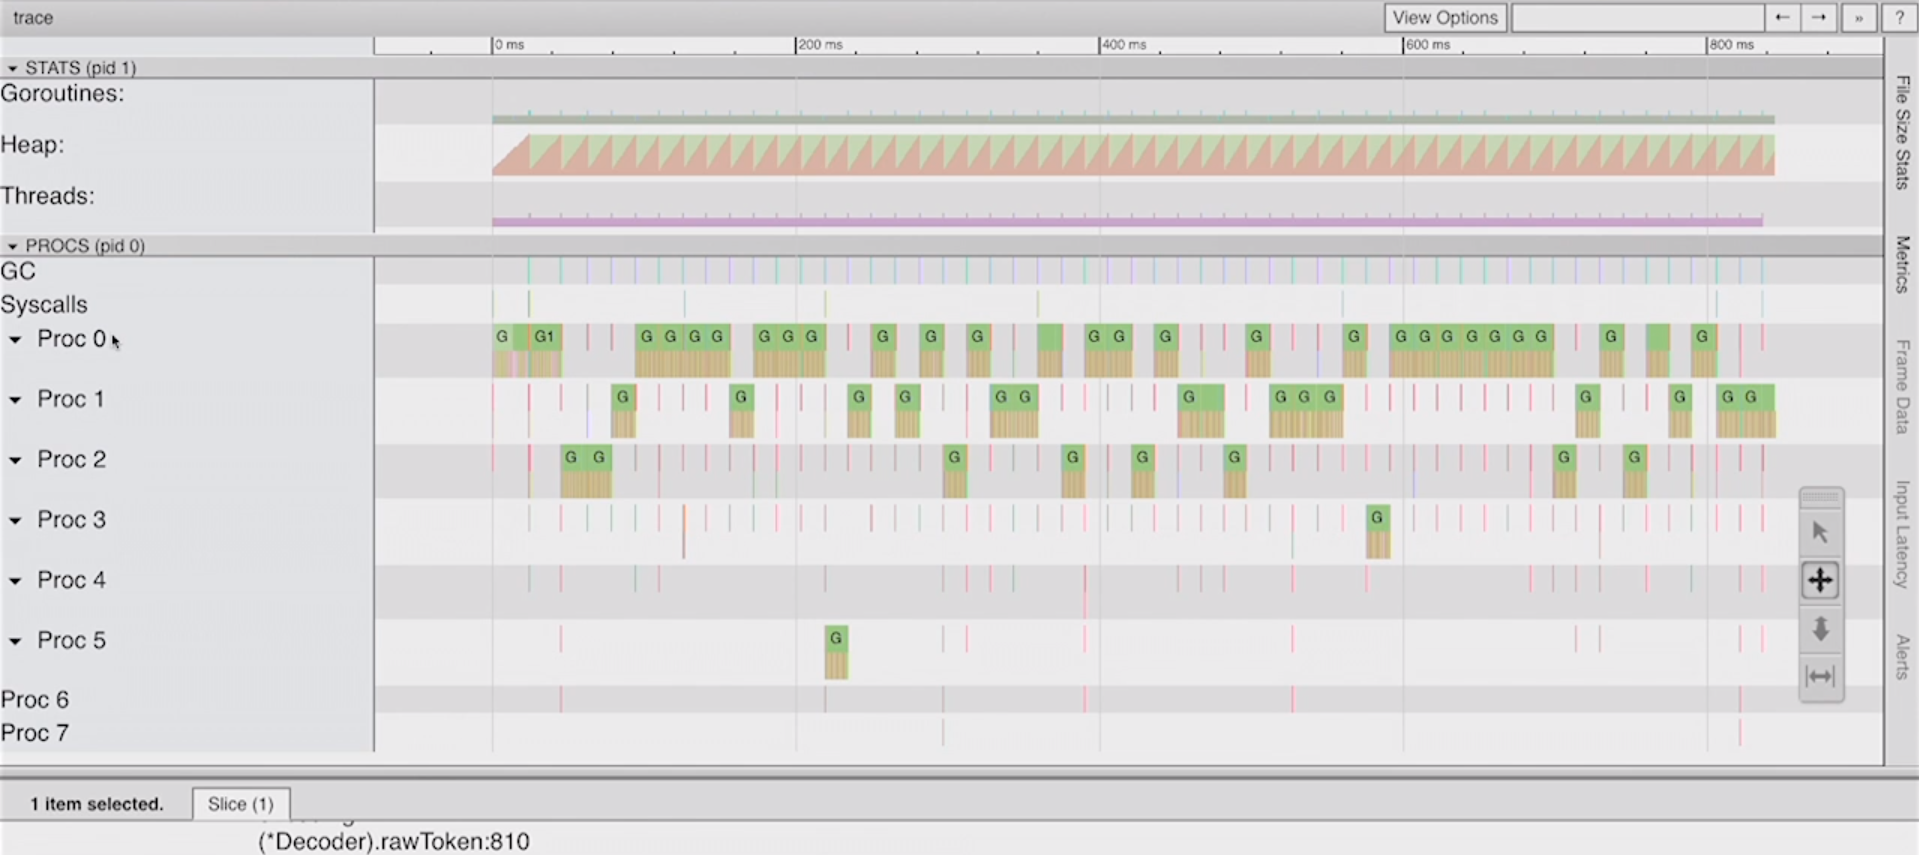 trace
View Options
← → » ?
0 ms 200 ms 400 ms 600 ms 800 ms
▾ STATS (pid 1)
Goroutines:
Heap:
Threads:
▾ PROCS (pid 0)
GC
Syscalls
▾ Proc 0
G G1 G G G G G G G G G G G G G G G G G G G G G G G G
▾ Proc 1
G G G G G G G G G G G G G G
▾ Proc 2
G G G G G G G G
▾ Proc 3
G
▾ Proc 4
▾ Proc 5
G
Proc 6
Proc 7
File Size Stats
Metrics
Frame Data
Input Latency
Alerts
1 item selected.
Slice (1)
(*Decoder).rawToken:810